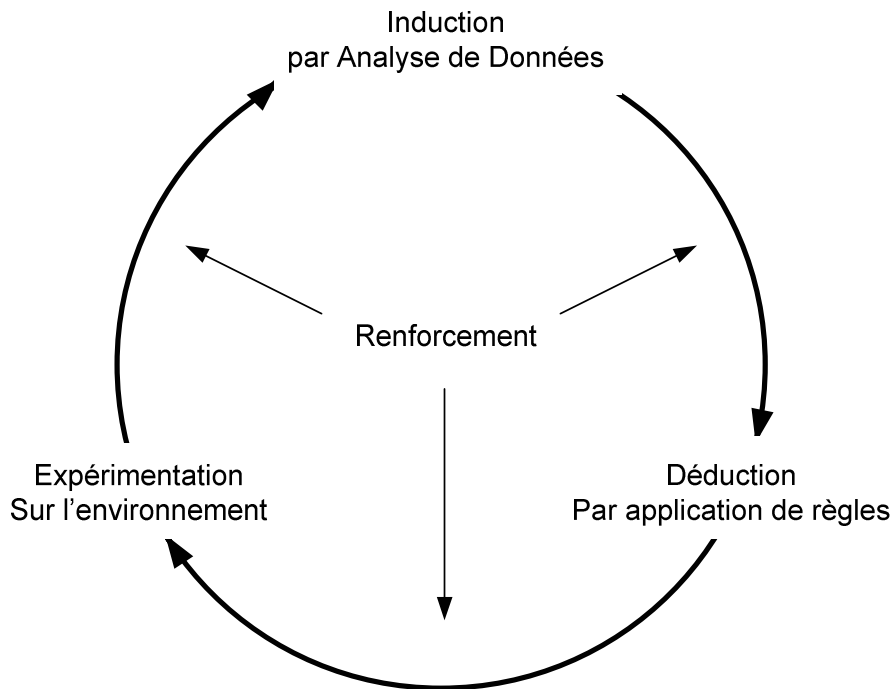 Induction
par Analyse de Données
Renforcement
Expérimentation
Sur l’environnement
Déduction
Par application de règles